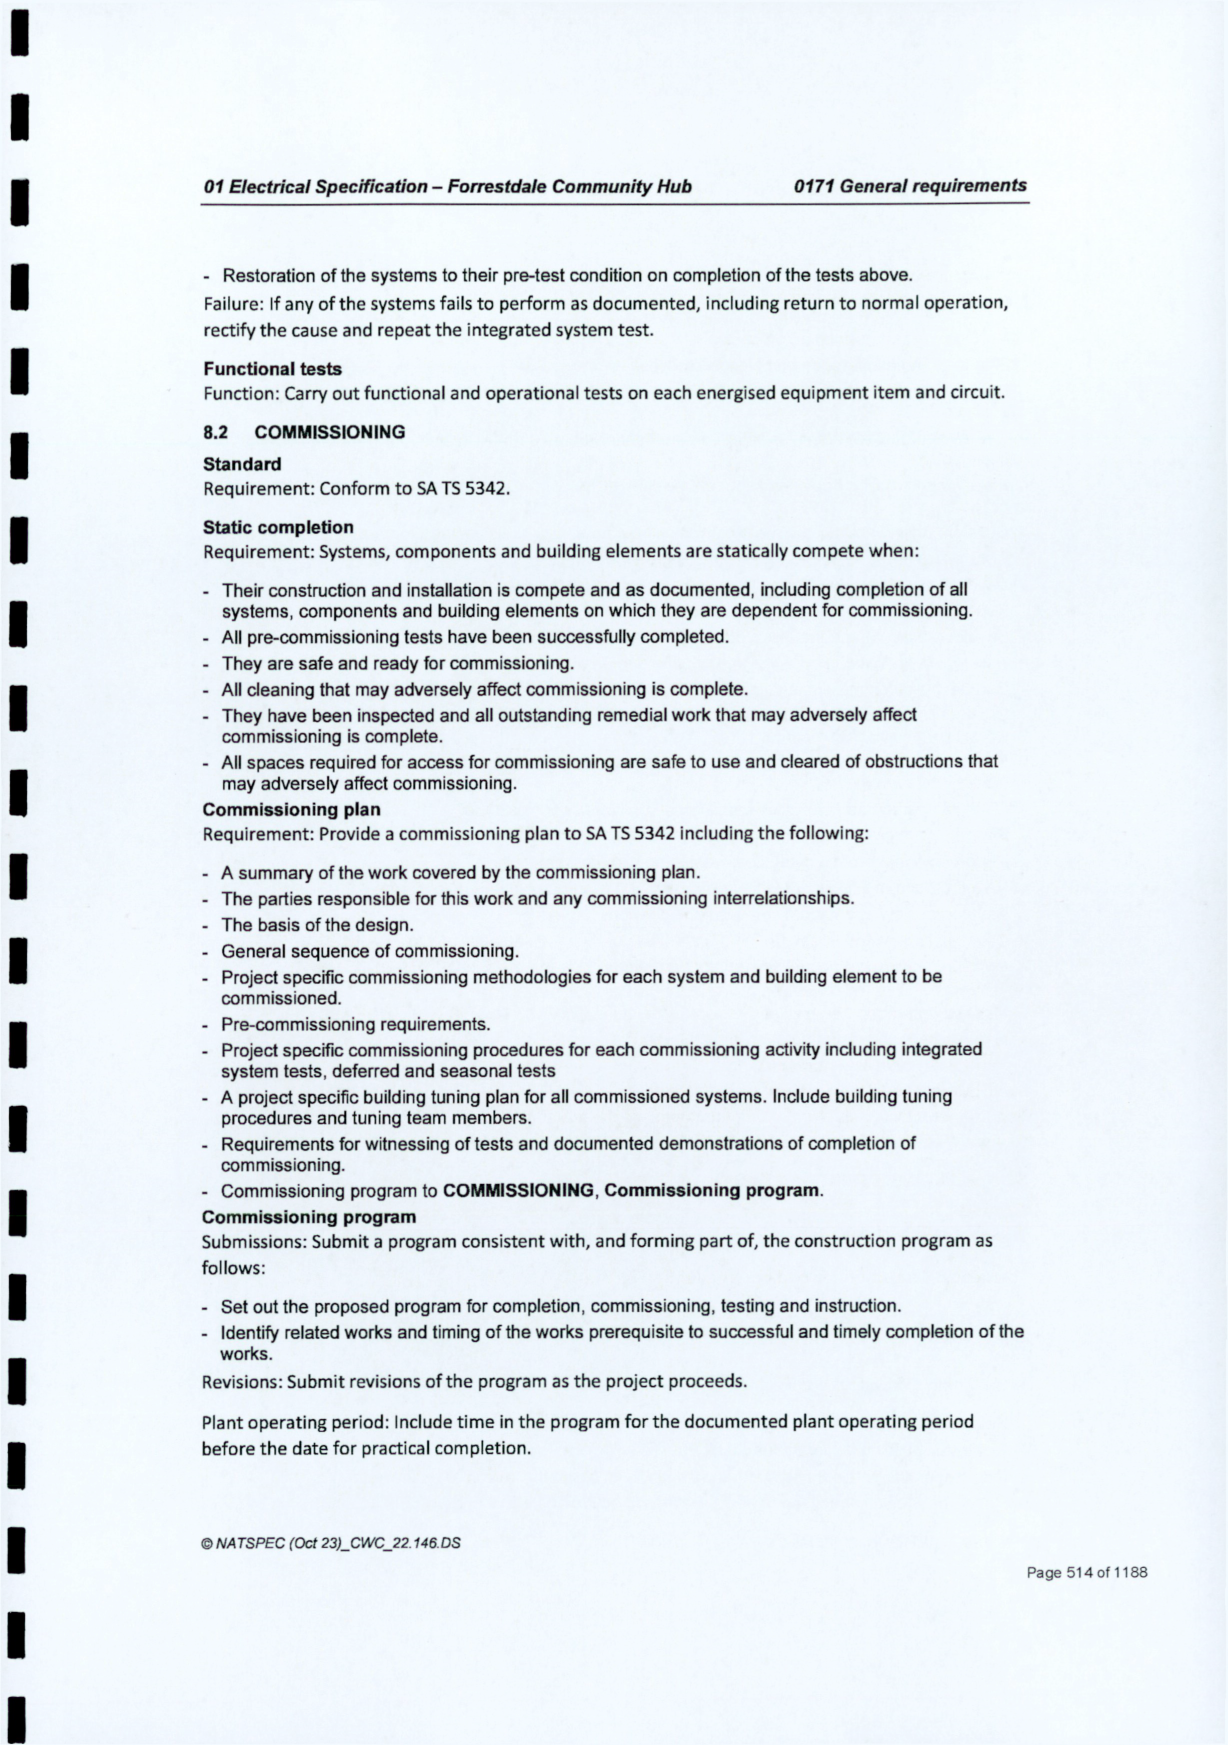 01 Electrical Specification – Forrestdale Community Hub 0171 General requirements
- Restoration of the systems to their pre-test condition on completion of the tests above.
Failure: If any of the systems fails to perform as documented, including return to normal operation,
rectify the cause and repeat the integrated system test.
Functional tests
Function: Carry out functional and operational tests on each energised equipment item and circuit.
8.2 COMMISSIONING
Standard
Requirement: Conform to SA TS 5342.
Static completion
Requirement: Systems, components and building elements are statically compete when:
- Their construction and installation is compete and as documented, including completion of all
systems, components and building elements on which they are dependent for commissioning.
- All pre-commissioning tests have been successfully completed.
- They are safe and ready for commissioning.
- All cleaning that may adversely affect commissioning is complete.
- They have been inspected and all outstanding remedial work that may adversely affect
commissioning is complete.
- All spaces required for access for commissioning are safe to use and cleared of obstructions that
may adversely affect commissioning.
Commissioning plan
Requirement: Provide a commissioning plan to SA TS 5342 including the following:
- A summary of the work covered by the commissioning plan.
- The parties responsible for this work and any commissioning interrelationships.
- The basis of the design.
- General sequence of commissioning.
- Project specific commissioning methodologies for each system and building element to be
commissioned.
- Pre-commissioning requirements.
- Project specific commissioning procedures for each commissioning activity including integrated
system tests, deferred and seasonal tests
- A project specific building tuning plan for all commissioned systems. Include building tuning
procedures and tuning team members.
- Requirements for witnessing of tests and documented demonstrations of completion of
commissioning.
- Commissioning program to COMMISSIONING, Commissioning program.
Commissioning program
Submissions: Submit a program consistent with, and forming part of, the construction program as
follows:
- Set out the proposed program for completion, commissioning, testing and instruction.
- Identify related works and timing of the works prerequisite to successful and timely completion of the
works.
Revisions: Submit revisions of the program as the project proceeds.
Plant operating period: Include time in the program for the documented plant operating period
before the date for practical completion.
© NATSPEC (Oct 23)_CWC_22.146.DS
Page 514 of 1188